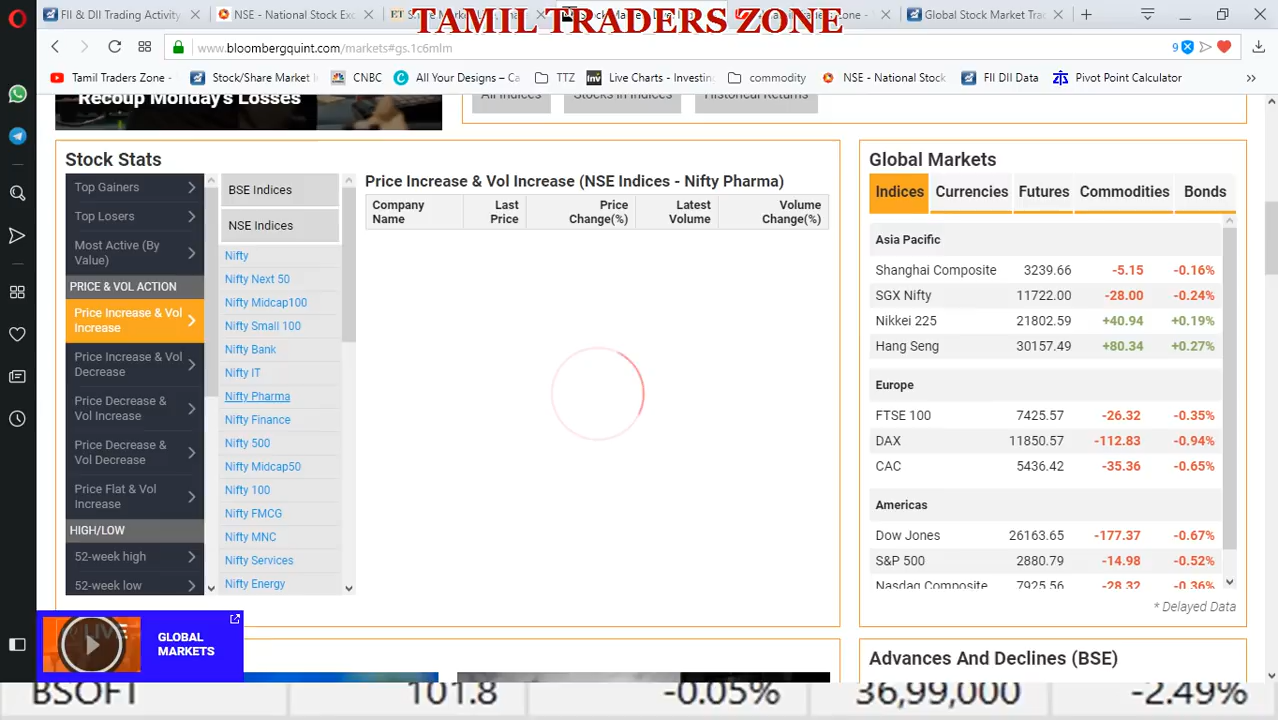 FII & DII Trading Activity
NSE - National Stock Exc
TAMIL TRADERS ZONE
Global Stock Market Tra
www.bloombergquint.com/markets#gs.1c6mlm
9
Tamil Traders Zone -
Stock/Share Market I
CNBC
All Your Designs – Ca
TTZ
Live Charts - Investin
commodity
NSE - National Stock
FII DII Data
Pivot Point Calculator
Recoup Monday's Losses
All Indices
Stocks In Indices
Historical Returns
Stock Stats
Top Gainers
Top Losers
Most Active (By
Value)
PRICE & VOL ACTION
Price Increase & Vol
Increase
Price Increase & Vol
Decrease
Price Decrease &
Vol Increase
Price Decrease &
Vol Decrease
Price Flat & Vol
Increase
HIGH/LOW
52-week high
52-week low
BSE Indices
NSE Indices
Nifty
Nifty Next 50
Nifty Midcap100
Nifty Small 100
Nifty Bank
Nifty IT
Nifty Pharma
Nifty Finance
Nifty 500
Nifty Midcap50
Nifty 100
Nifty FMCG
Nifty MNC
Nifty Services
Nifty Energy
Price Increase & Vol Increase (NSE Indices - Nifty Pharma)
Company Name Last Price Price Change(%) Latest Volume Volume Change(%)
Global Markets
Indices Currencies Futures Commodities Bonds
Asia Pacific
Shanghai Composite 3239.66 -5.15 -0.16%
SGX Nifty 11722.00 -28.00 -0.24%
Nikkei 225 21802.59 +40.94 +0.19%
Hang Seng 30157.49 +80.34 +0.27%
Europe
FTSE 100 7425.57 -26.32 -0.35%
DAX 11850.57 -112.83 -0.94%
CAC 5436.42 -35.36 -0.65%
Americas
Dow Jones 26163.65 -177.37 -0.67%
S&P 500 2880.79 -14.98 -0.52%
Nasdaq Composite 7925.56 -28.32 -0.36%
* Delayed Data
LIVE
GLOBAL
MARKETS
Advances And Declines (BSE)
BSOFT 101.8 -0.05% 36,99,000 -2.49%